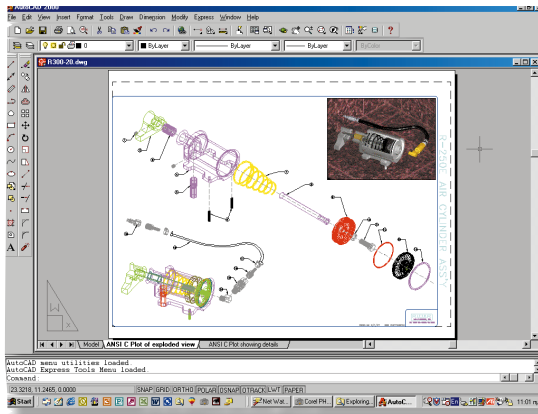 AutoCAD 2000
File Edit View Insert Format Tools Draw Dimension Modify Express Window Help
0 ByLayer ByLayer ByLayer ByColor
R300-20.dwg
R-2500 AIR CYLINDER ASS'Y
W
X
Model ANSI C Plot of exploded view ANSI C Plot showing details
AutoCAD menu utilities loaded.
AutoCAD Express Tools Menu loaded.
Command:
23.3218, 11.2465, 0.0000 SNAP GRID ORTHO POLAR OSNAP OTRACK LWT PAPER
Start Net Wat... Corel PH... Exploring... AutoC... 11:01